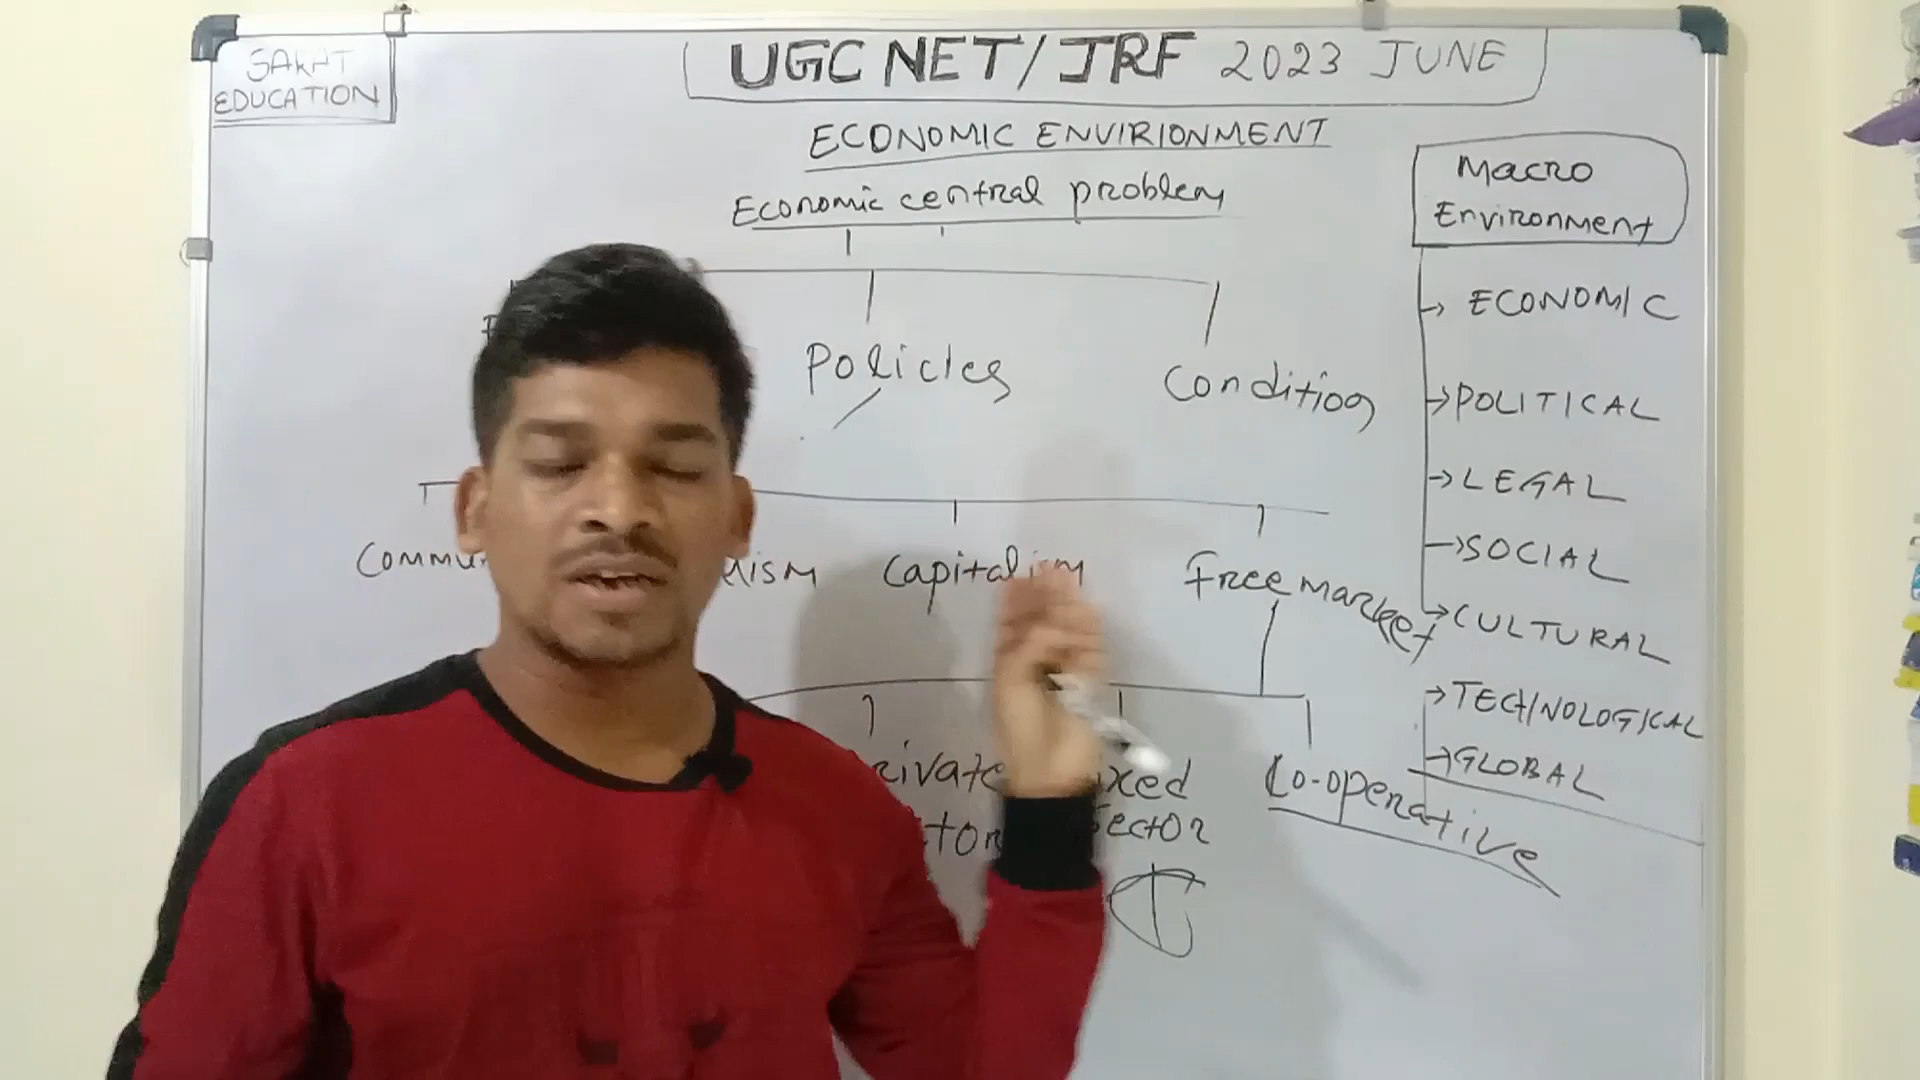 SAKAT
EDUCATION
UGC NET/JRF 2023 JUNE
ECONOMIC ENVIRIONMENT
Economic central problem
Policies
Condition
Capitalism
Free market
Co-operative
Macro
Environment
→ ECONOMIC
→ POLITICAL
→ LEGAL
→ SOCIAL
→ CULTURAL
→ TECHNOLOGICAL
→ GLOBAL